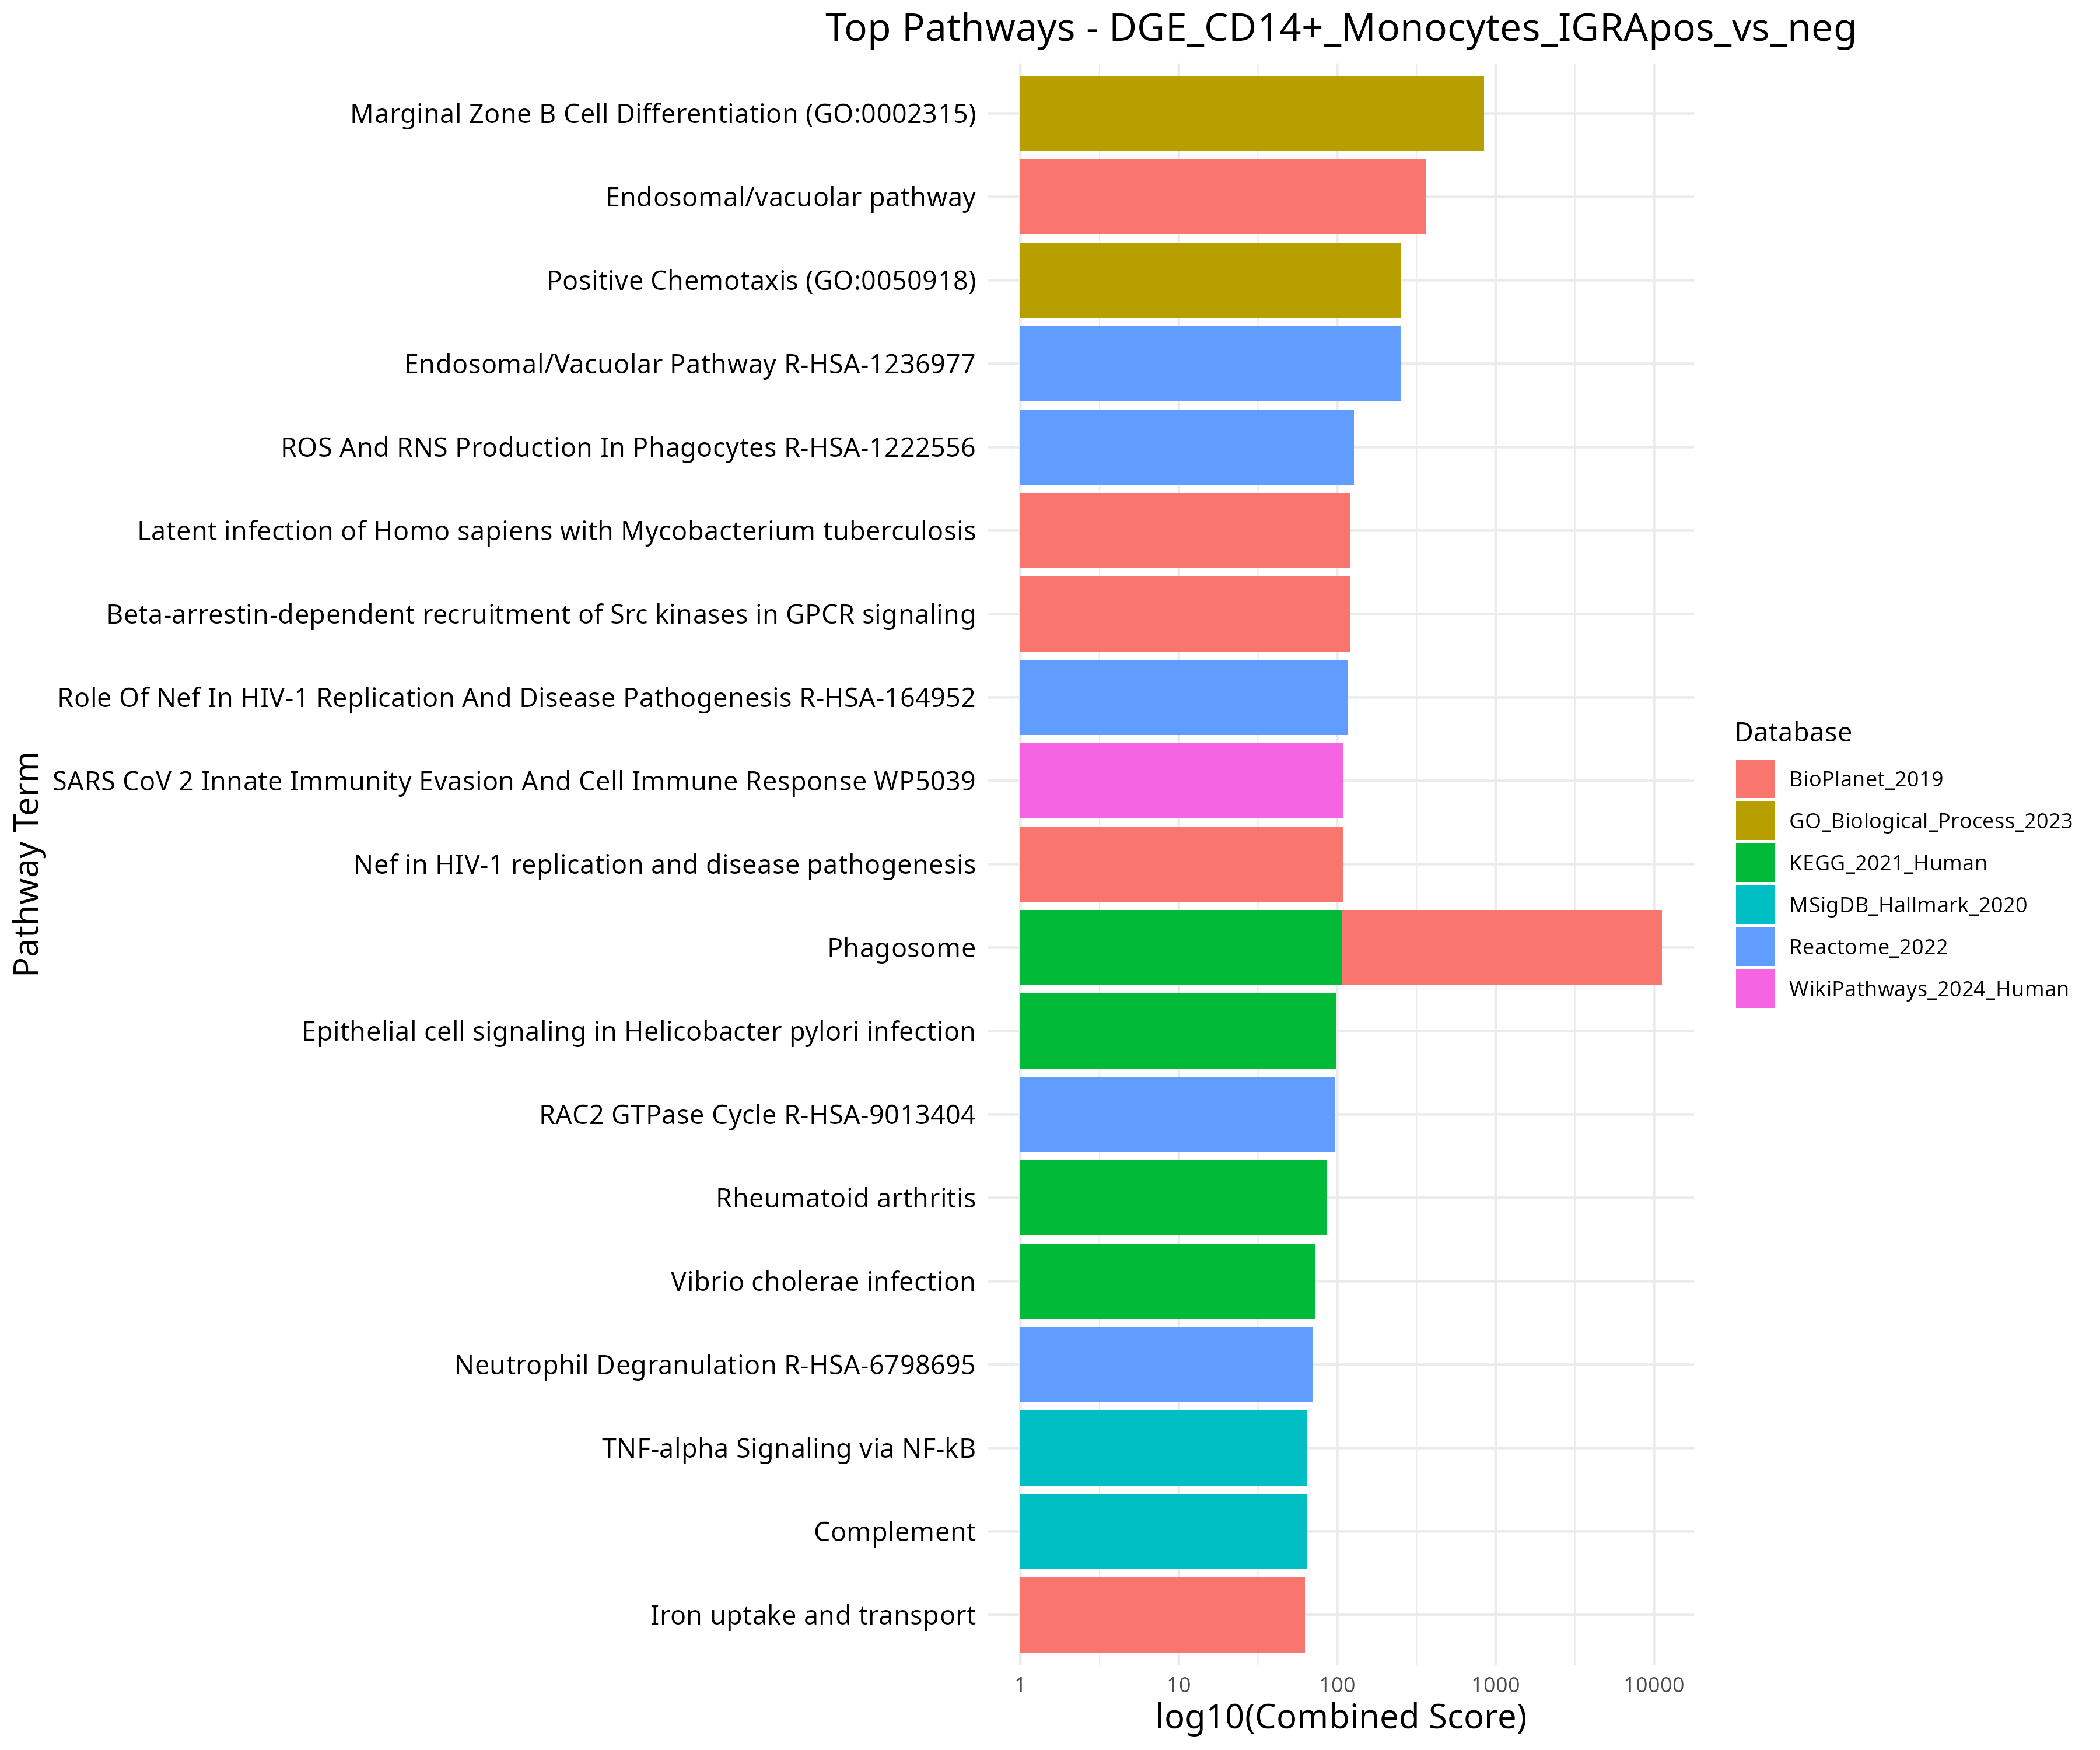 Top Pathways - DGE_CD14+_Monocytes_IGRApos_vs_neg
Pathway Term
Marginal Zone B Cell Differentiation (GO:0002315)
Endosomal/vacuolar pathway
Positive Chemotaxis (GO:0050918)
Endosomal/Vacuolar Pathway R-HSA-1236977
ROS And RNS Production In Phagocytes R-HSA-1222556
Latent infection of Homo sapiens with Mycobacterium tuberculosis
Beta-arrestin-dependent recruitment of Src kinases in GPCR signaling
Role Of Nef In HIV-1 Replication And Disease Pathogenesis R-HSA-164952
SARS CoV 2 Innate Immunity Evasion And Cell Immune Response WP5039
Nef in HIV-1 replication and disease pathogenesis
Phagosome
Epithelial cell signaling in Helicobacter pylori infection
RAC2 GTPase Cycle R-HSA-9013404
Rheumatoid arthritis
Vibrio cholerae infection
Neutrophil Degranulation R-HSA-6798695
TNF-alpha Signaling via NF-kB
Complement
Iron uptake and transport
1 10 100 1000 10000
log10(Combined Score)
Database
BioPlanet_2019
GO_Biological_Process_2023
KEGG_2021_Human
MSigDB_Hallmark_2020
Reactome_2022
WikiPathways_2024_Human